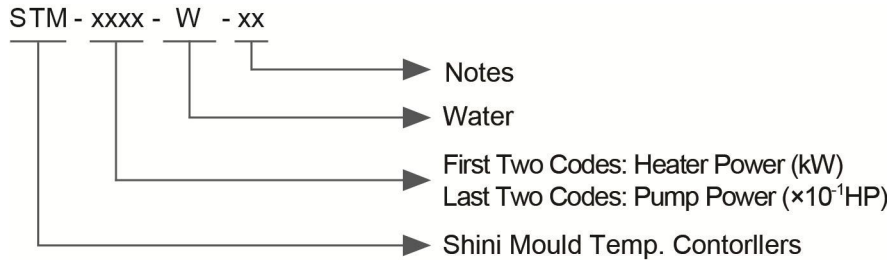 STM - xxxx - W - xx
Notes
Water
First Two Codes: Heater Power (kW)
Last Two Codes: Pump Power (×10⁻¹HP)
Shini Mould Temp. Contorllers